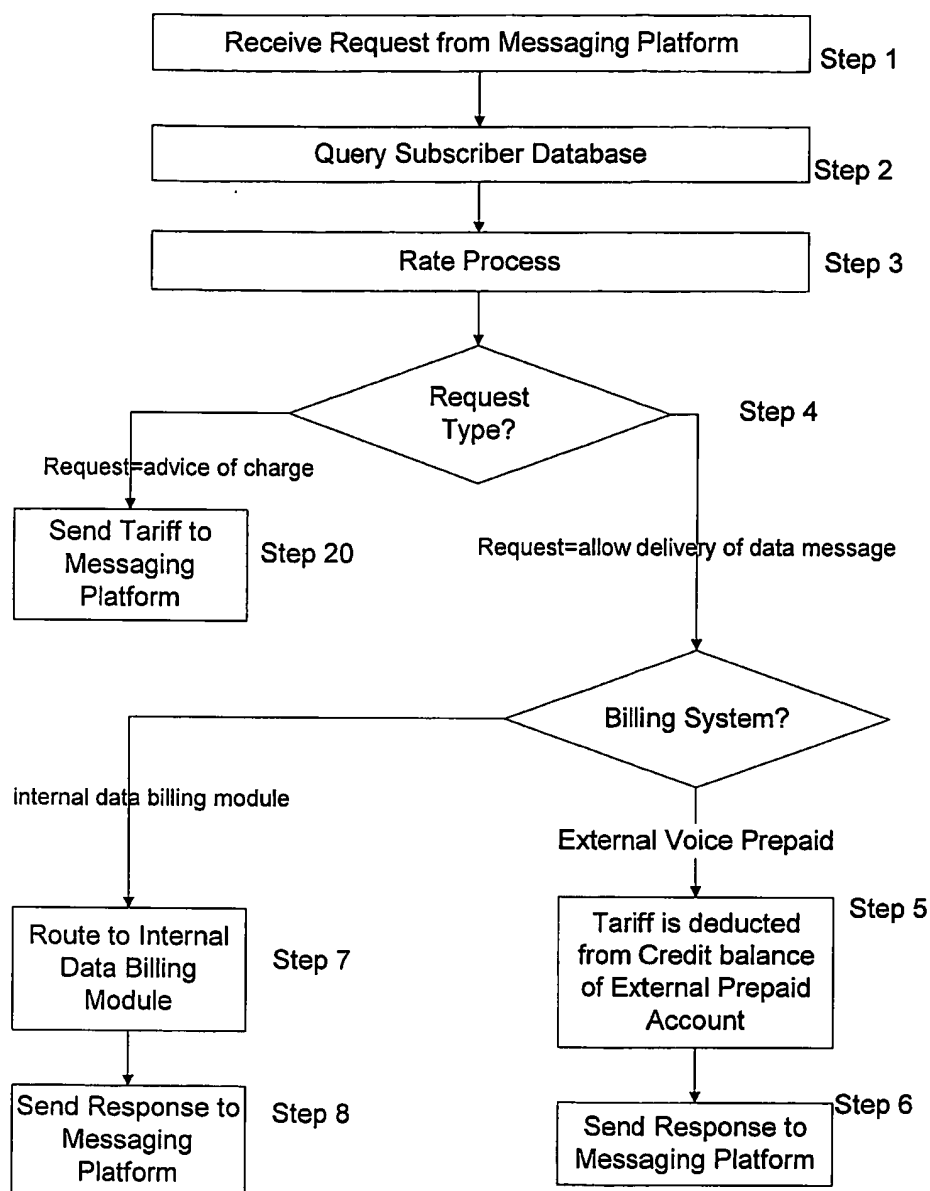 Receive Request from Messaging Platform
Step 1
Query Subscriber Database
Step 2
Rate Process
Step 3
Request
Type?
Step 4
Request=advice of charge
Send Tariff to
Messaging
Platform
Step 20
Request=allow delivery of data message
Billing System?
internal data billing module
External Voice Prepaid
Route to Internal
Data Billing
Module
Step 7
Tariff is deducted
from Credit balance
of External Prepaid
Account
Step 5
Send Response to
Messaging
Platform
Step 8
Send Response to
Messaging Platform
Step 6